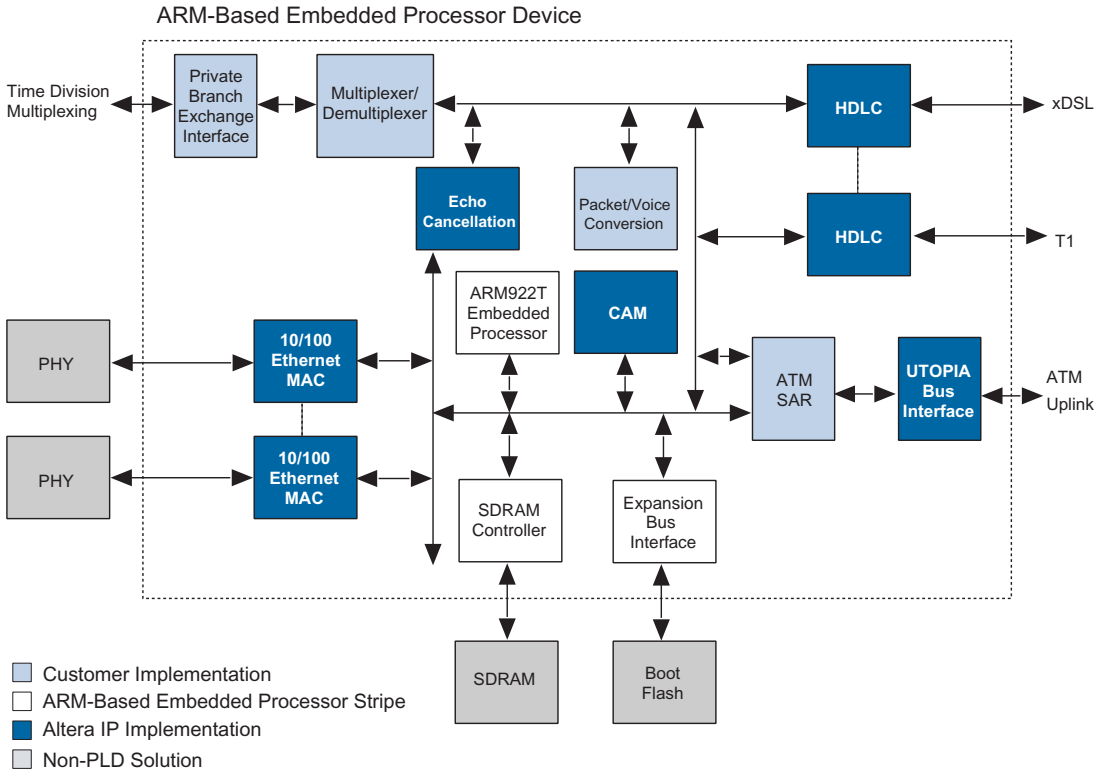 ARM-Based Embedded Processor Device
Time Division
Multiplexing
Private
Branch
Exchange
Interface
Multiplexer/
Demultiplexer
HDLC
xDSL
Echo
Cancellation
Packet/Voice
Conversion
HDLC
T1
ARM922T
Embedded
Processor
CAM
PHY
10/100
Ethernet
MAC
ATM
SAR
UTOPIA
Bus
Interface
ATM
Uplink
PHY
10/100
Ethernet
MAC
SDRAM
Controller
Expansion
Bus
Interface
SDRAM
Boot
Flash
Customer Implementation
ARM-Based Embedded Processor Stripe
Altera IP Implementation
Non-PLD Solution